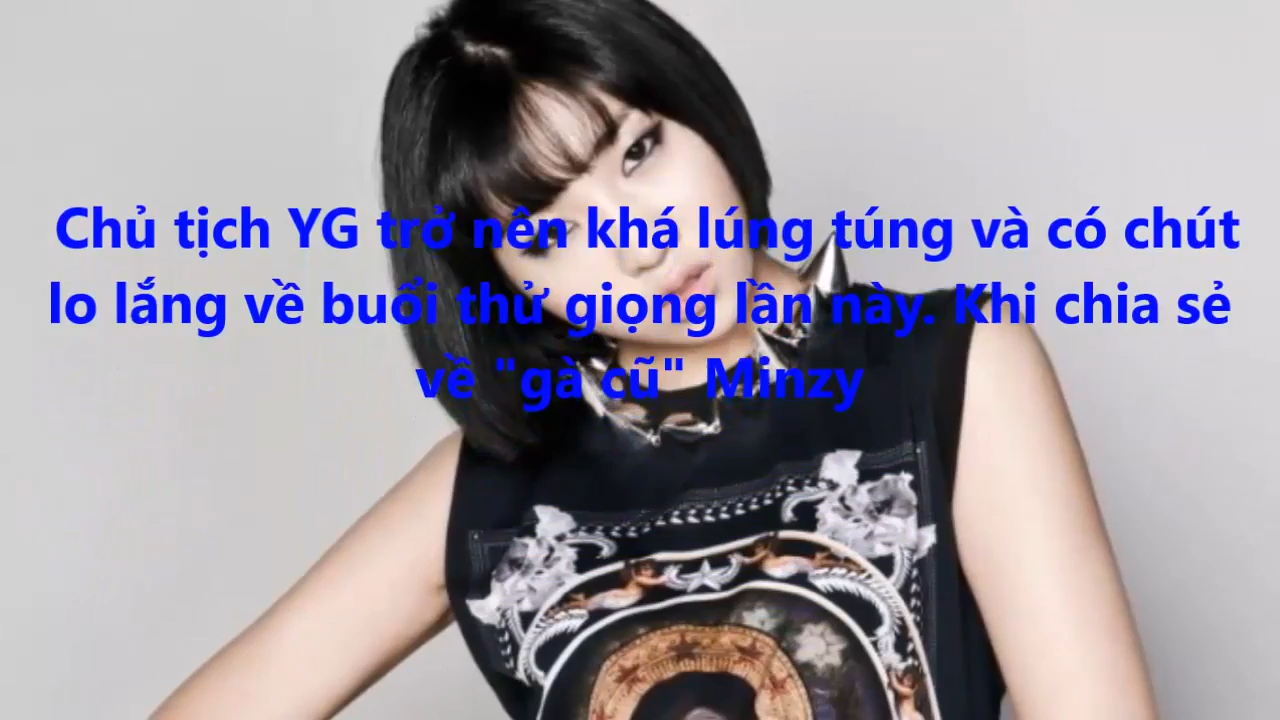 Chủ tịch YG trở nên khá lúng túng và có chút
lo lắng về buổi thử giọng lần này. Khi chia sẻ
về "gà cũ" Minzy